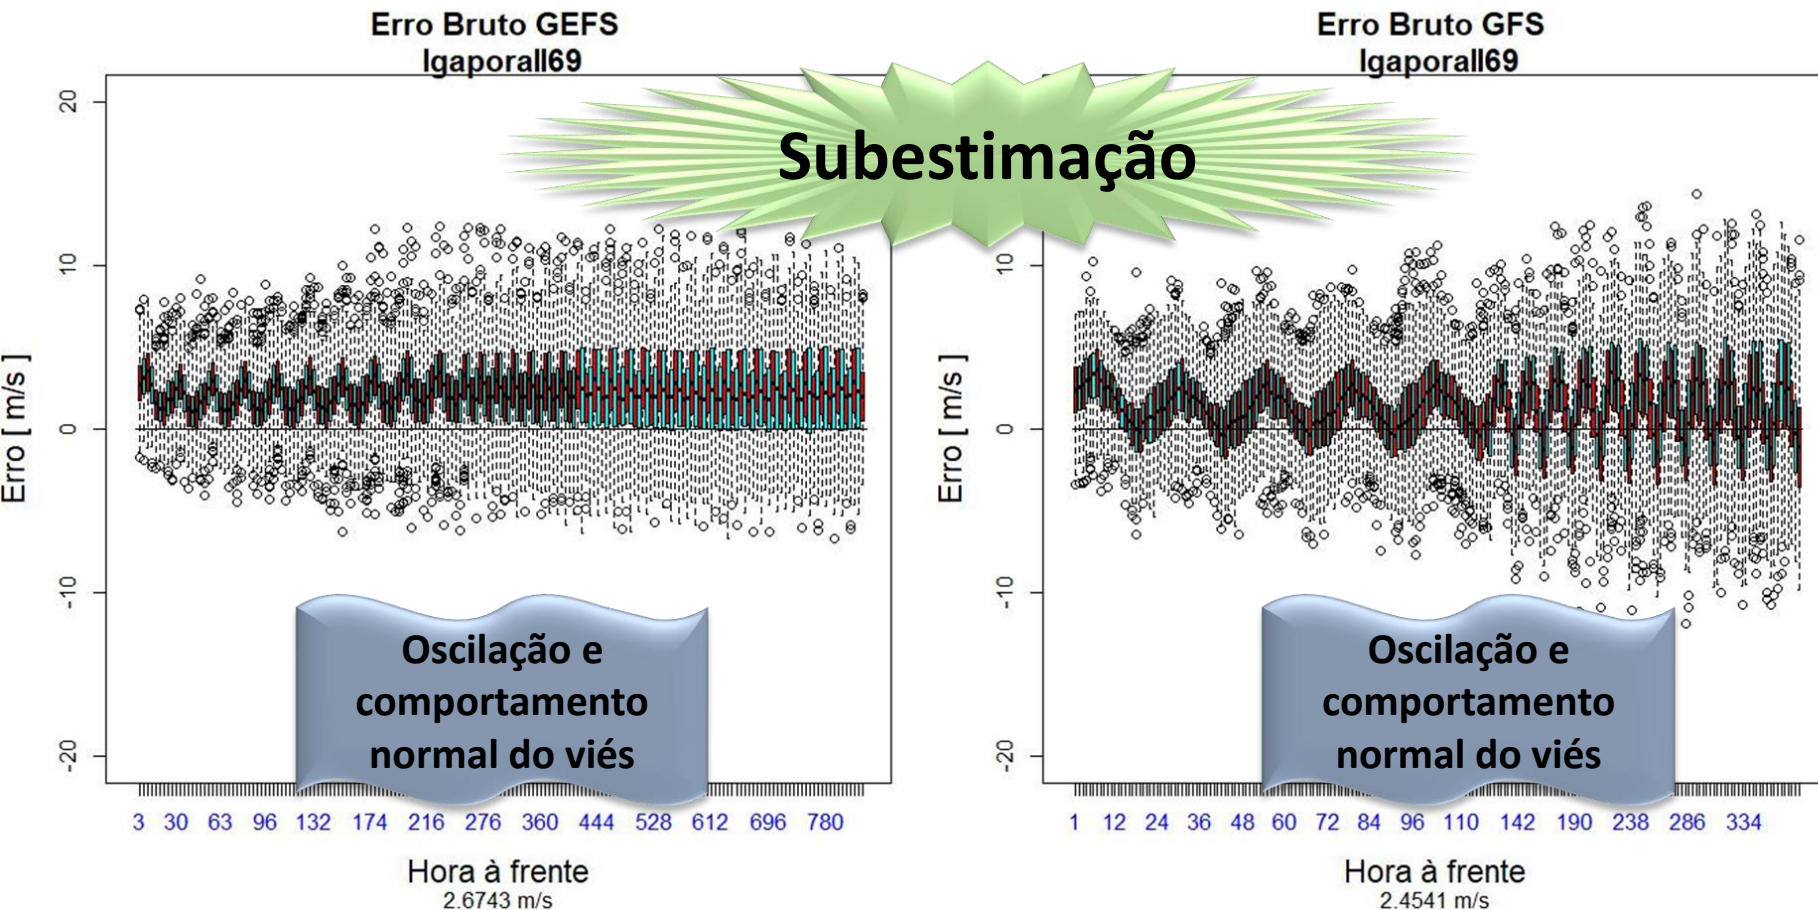 Erro Bruto GEFS
IgaporaII69
Erro Bruto GFS
IgaporaII69
Subestimação
Erro [ m/s ]
20
10
0
-10
-20
Oscilação e
comportamento
normal do viés
3 30 63 96 132 174 216 276 360 444 528 612 696 780
Hora à frente
2.6743 m/s
Erro [ m/s ]
10
0
-10
-20
Oscilação e
comportamento
normal do viés
1 12 24 36 48 60 72 84 96 110 142 190 238 286 334
Hora à frente
2.4541 m/s